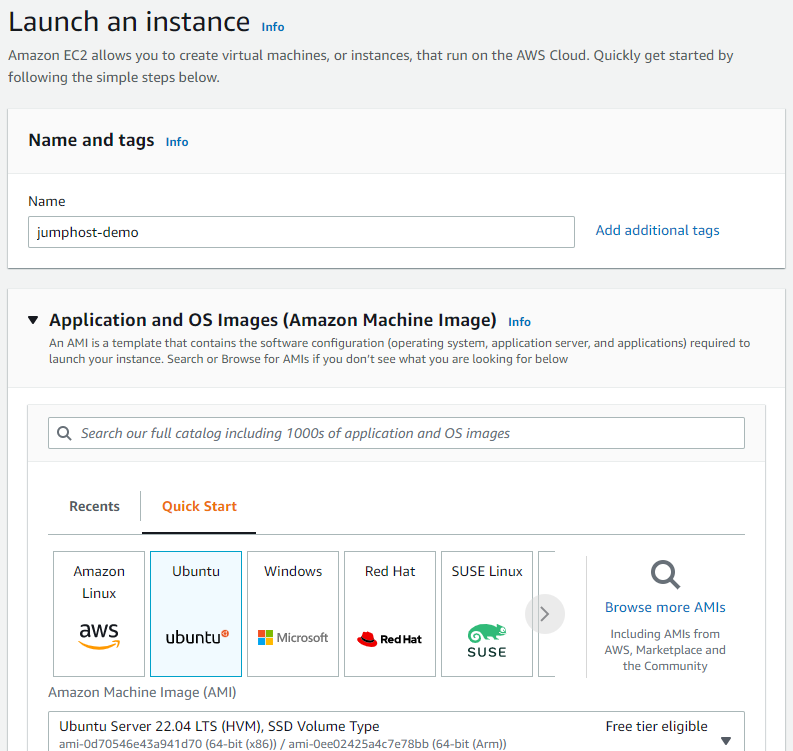 Launch an instance Info
Amazon EC2 allows you to create virtual machines, or instances, that run on the AWS Cloud. Quickly get started by
following the simple steps below.
Name and tags Info
Name
jumphost-demo
Add additional tags
Application and OS Images (Amazon Machine Image) Info
An AMI is a template that contains the software configuration (operating system, application server, and applications) required to
launch your instance. Search or Browse for AMIs if you don't see what you are looking for below
Search our full catalog including 1000s of application and OS images
Recents
Quick Start
Amazon
Linux
aws
Ubuntu
ubuntu
Windows
Microsoft
Red Hat
Red Hat
SUSE Linux
SUSE
Browse more AMIs
Including AMIs from
AWS, Marketplace and
the Community
Amazon Machine Image (AMI)
Ubuntu Server 22.04 LTS (HVM), SSD Volume Type
Free tier eligible
ami-0d70546e43a941d70 (64-bit (x86)) / ami-0ee02425a4c7e78bb (64-bit (Arm))